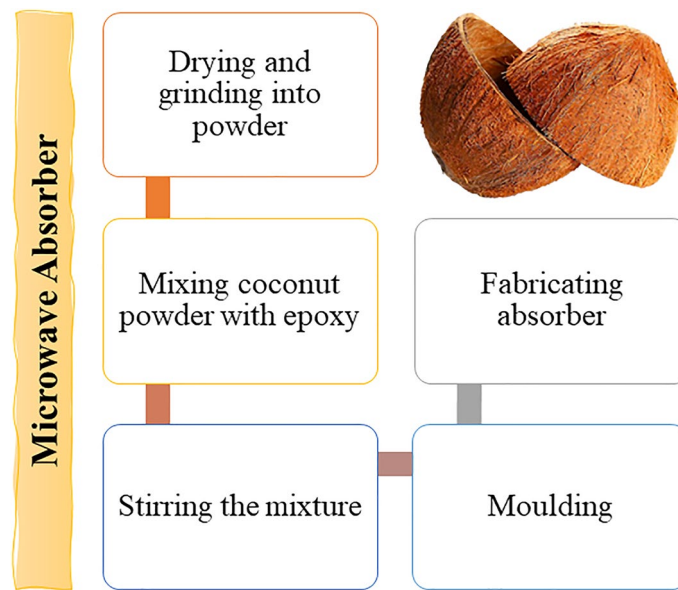 Microwave Absorber
Drying and
grinding into
powder
Mixing coconut
powder with epoxy
Stirring the mixture
Moulding
Fabricating
absorber